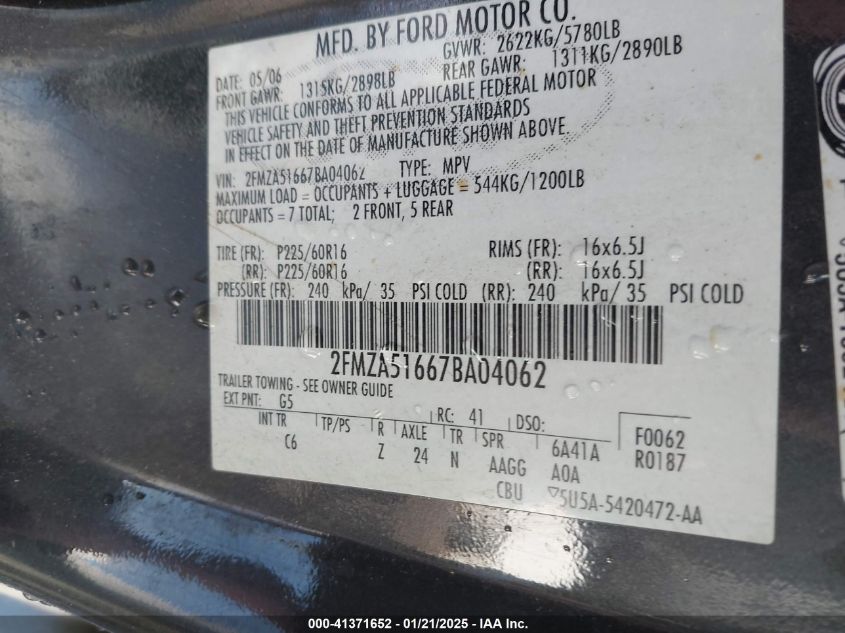 MFD. BY FORD MOTOR CO.
DATE: 05/06 GVWR: 2622KG/5780LB
FRONT GAWR: 1315KG/2898LB REAR GAWR: 1311KG/2890LB
THIS VEHICLE CONFORMS TO ALL APPLICABLE FEDERAL MOTOR
VEHICLE SAFETY AND THEFT PREVENTION STANDARDS
IN EFFECT ON THE DATE OF MANUFACTURE SHOWN ABOVE.
VIN: 2FMZA51667BA04062 TYPE: MPV
MAXIMUM LOAD = OCCUPANTS + LUGGAGE = 544KG/1200LB
OCCUPANTS = 7 TOTAL; 2 FRONT, 5 REAR
TIRE (FR): P225/60R16 RIMS (FR): 16x6.5J
(RR): P225/60R16 (RR): 16x6.5J
PRESSURE (FR): 240 kPa/ 35 PSI COLD (RR): 240 kPa/ 35 PSI COLD
2FMZA51667BA04062
TRAILER TOWING - SEE OWNER GUIDE
EXT PNT: G5 RC: 41 DSO:
INT TR TP/PS R AXLE TR SPR 6A41A F0062
C6 Z 24 N AAGG A0A R0187
CBU ▽5U5A-5420472-AA
000-41371652 - 01/21/2025 - IAA Inc.